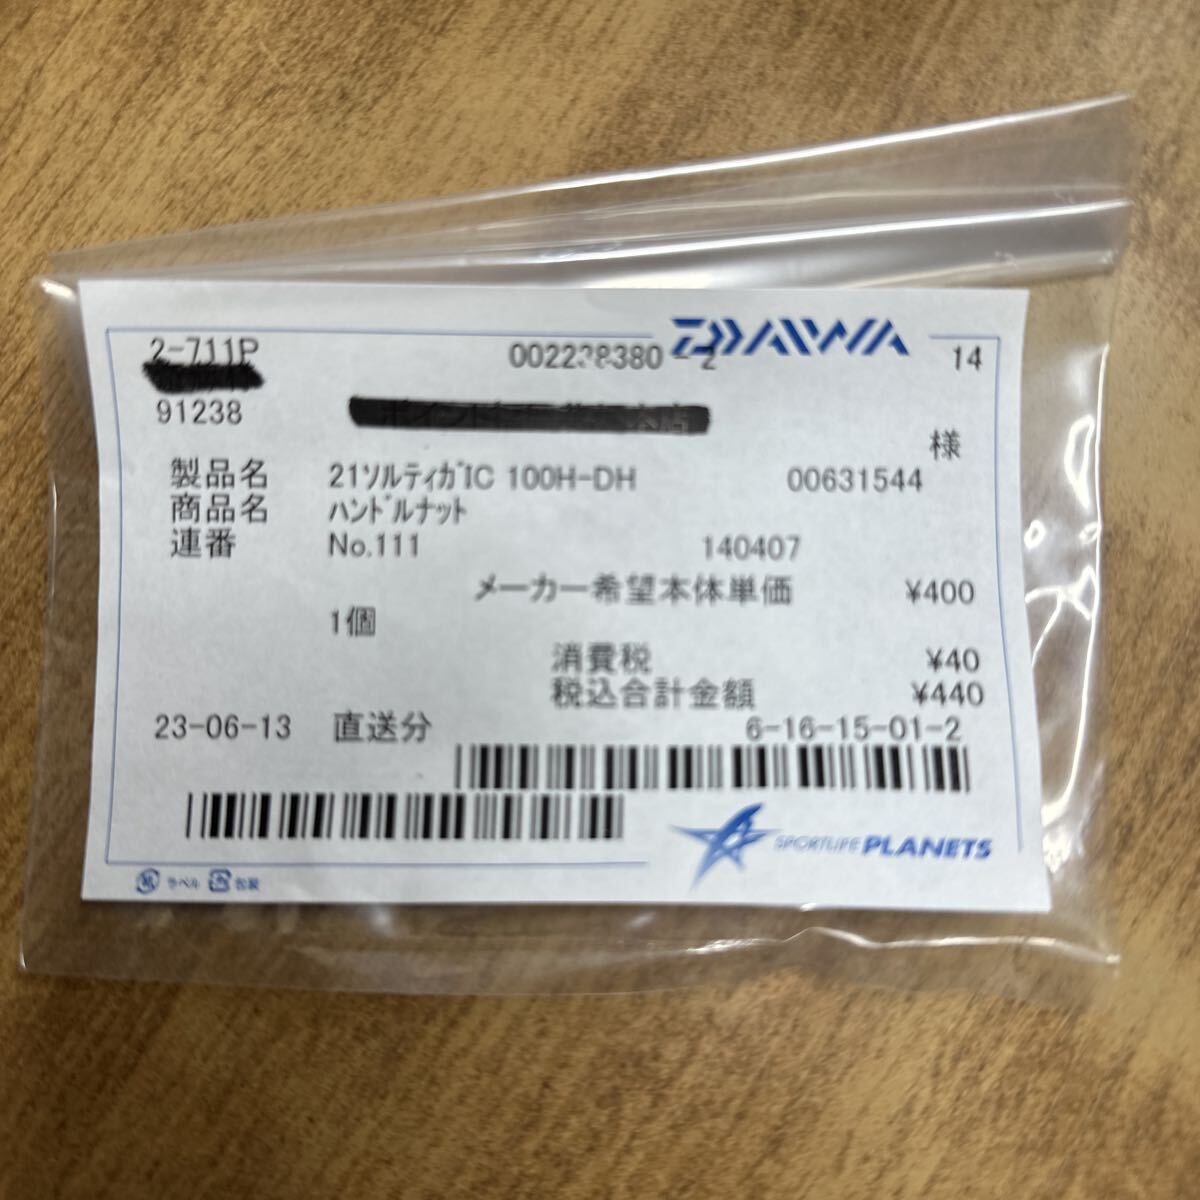 DAIWA
2-711P 002238380-2 14
91238
様
製品名 21ソルティガIC 100H-DH 00631544
商品名 ハンドルナット
連番 No.111 140407
メーカー希望本体単価 ¥400
1個
消費税 ¥40
税込合計金額 ¥440
23-06-13 直送分 6-16-15-01-2
SPORTLIFE PLANETS
紙 ラベル プラ 包装